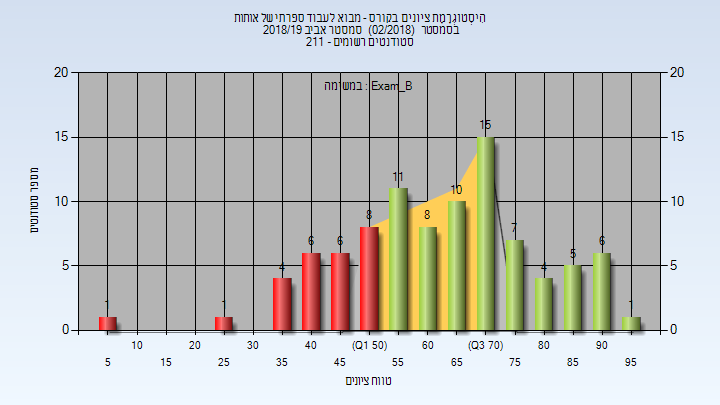 היסטוגרמת ציונים בקורס - מבוא לעבוד ספרתי של אותות
בסמסטר (02/2018) סמסטר אביב 2018/19
סטודנטים רשומים - 211
במשימה : Exam_B
20 20
15 15
10 10
5 5
0 0
מספר סטודנטים
1 1 4 6 6 8 11 8 10 15 7 4 5 6 1
10 20 30 40 (Q1 50) 60 (Q3 70) 80 90
5 15 25 35 45 55 65 75 85 95
טווח ציונים